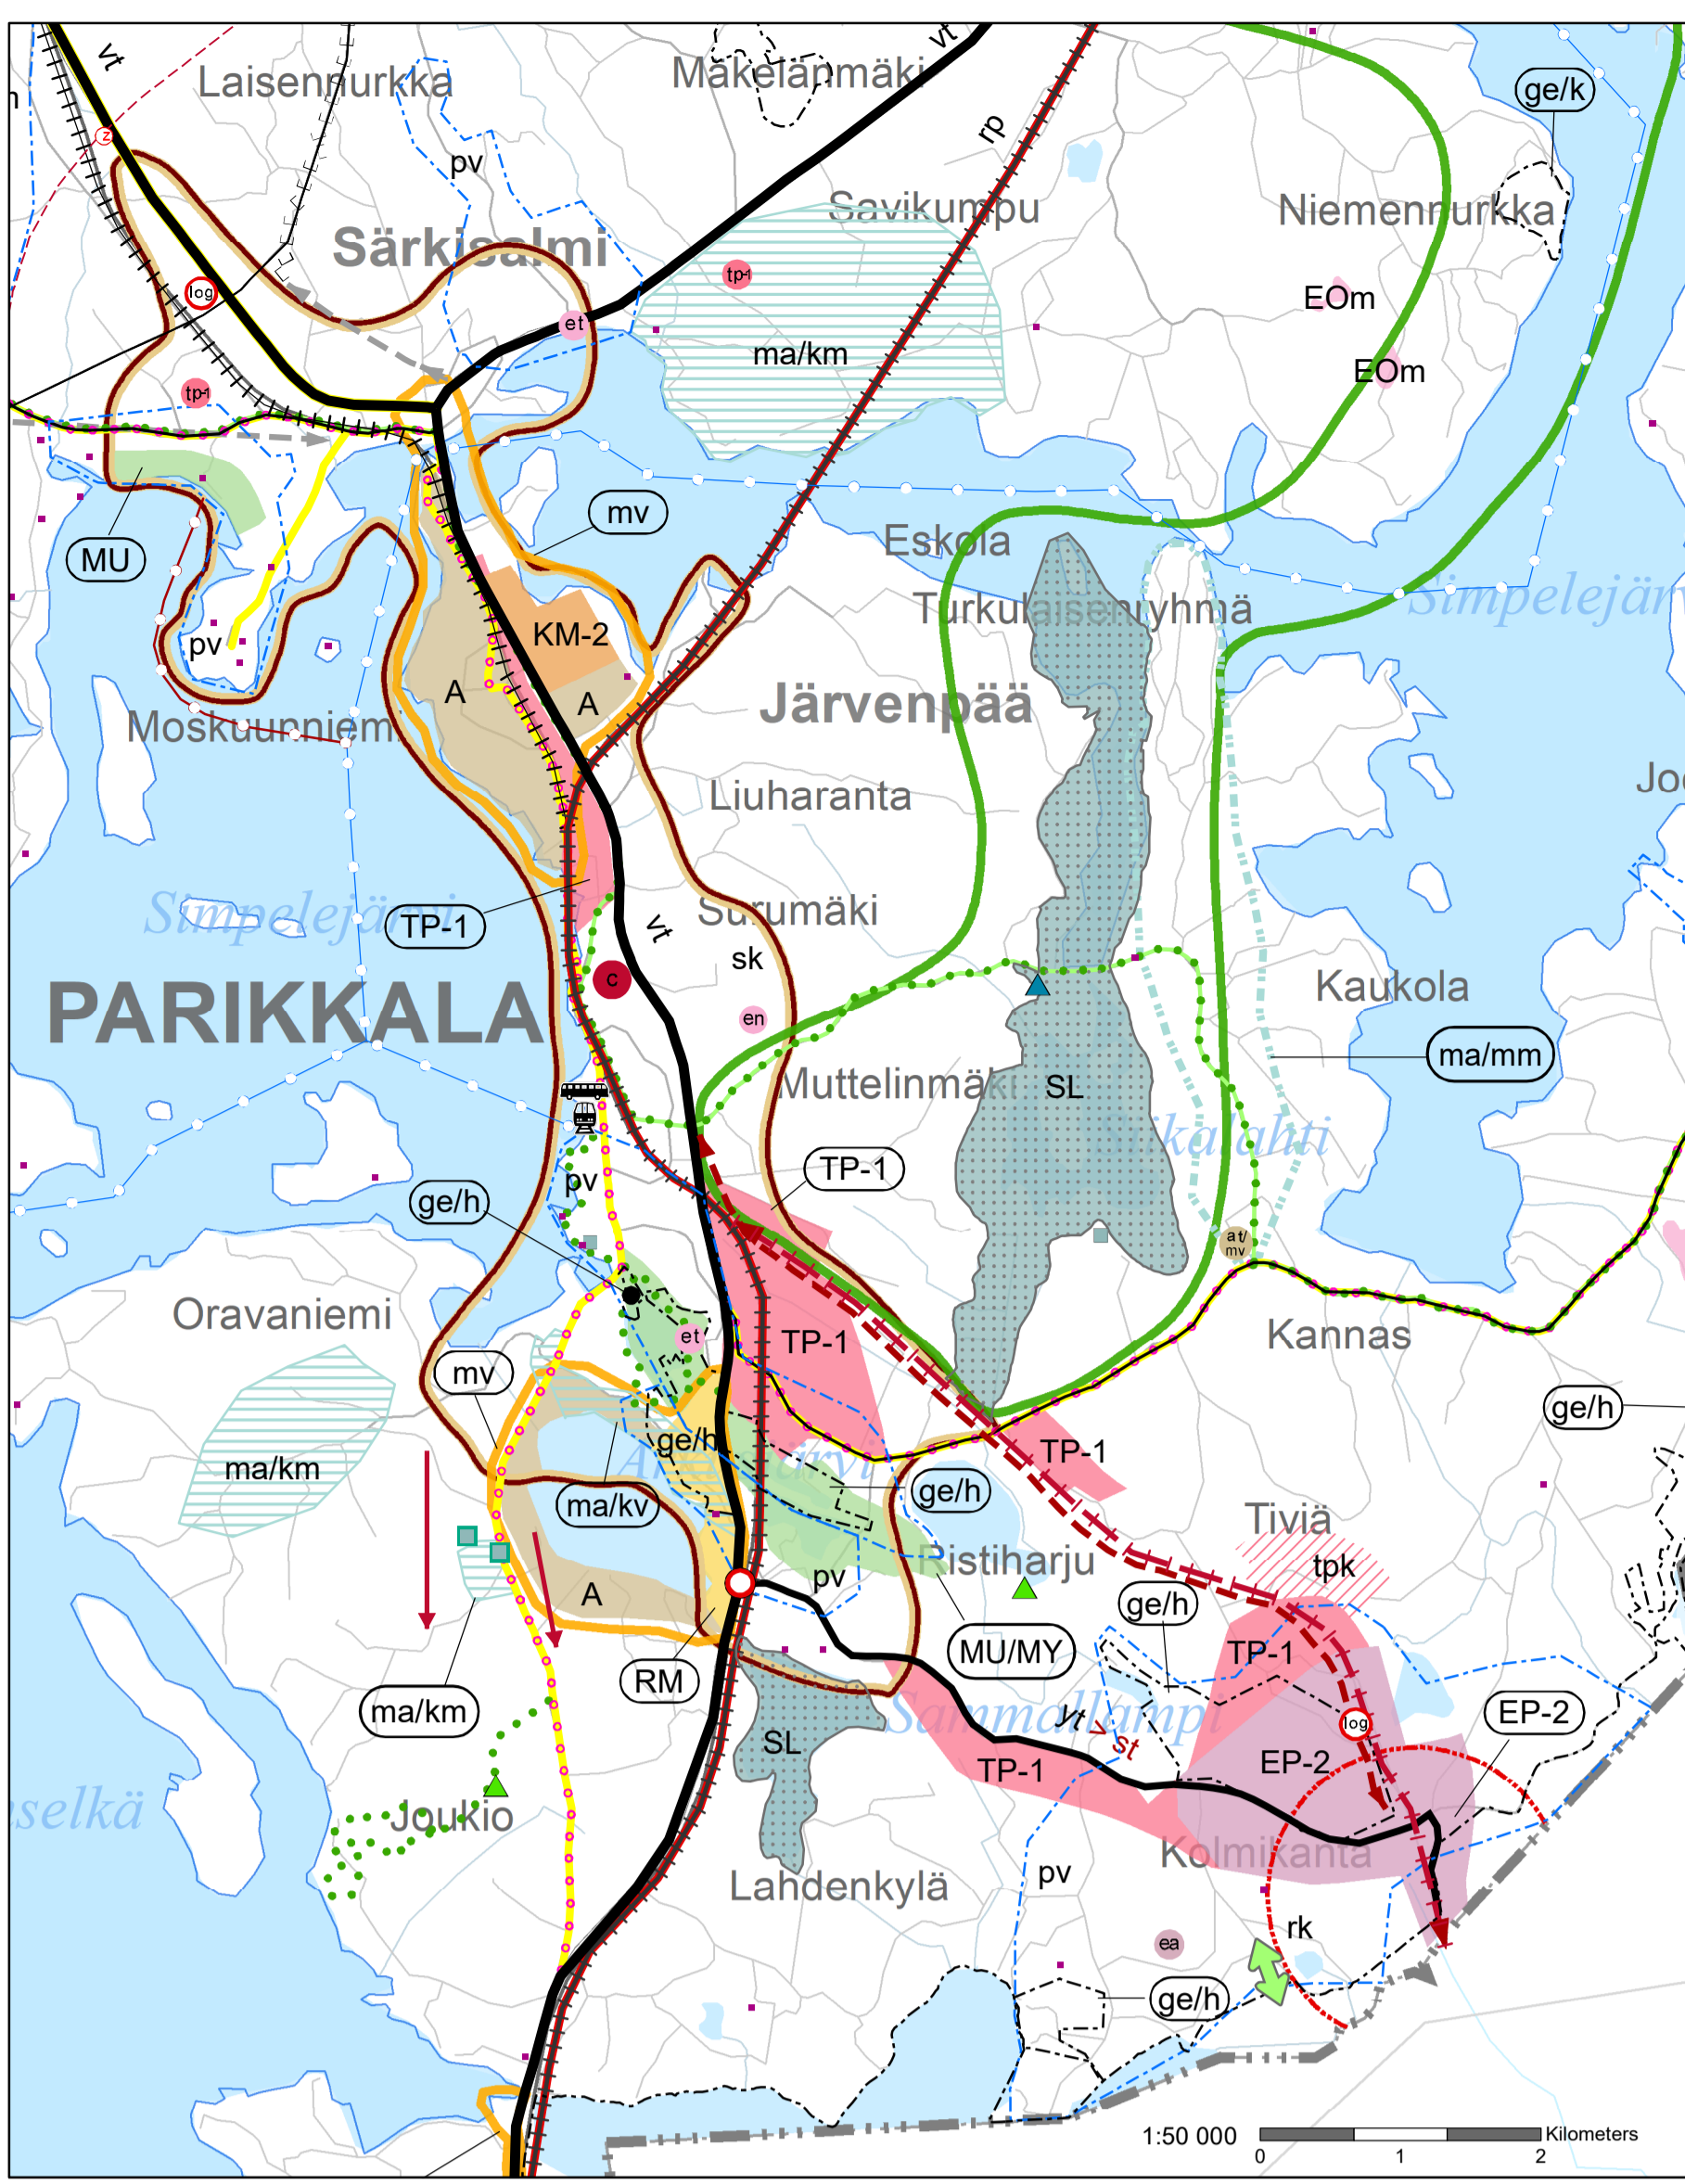 vt
Laisennurkka
Mäkelänmäki
vt
ge/k
z
pv
rp
Savikumpu
Niemennurkka
Särkisalmi
log
tp-1
EOm
et
ma/km
EOm
tp-1
mv
MU
Eskola
Turkulaisenryhmä
Simpelejärv
KM-2
pv
A
A
Järvenpää
Moskuunniemi
Liuharanta
Joo
Simpelejärvi
TP-1
Surumäki
vt
sk
c
Kaukola
PARIKKALA
en
ma/mm
Muttelinmäki
SL
Siikalahti
TP-1
pv
ge/h
at/
mv
Oravaniemi
et
TP-1
Kannas
mv
ge/h
ge/h
TP-1
ma/km
ma/kv
ge/h
Tiviä
Ristiharju
tpk
pv
A
ge/h
MU/MY
TP-1
RM
ma/km
Sammallampi
EP-2
yt > st
log
SL
EP-2
TP-1
selkä
Joukio
Kolmikanta
Lahdenkylä
pv
rk
ea
ge/h
1:50 000
Kilometers
0 1 2